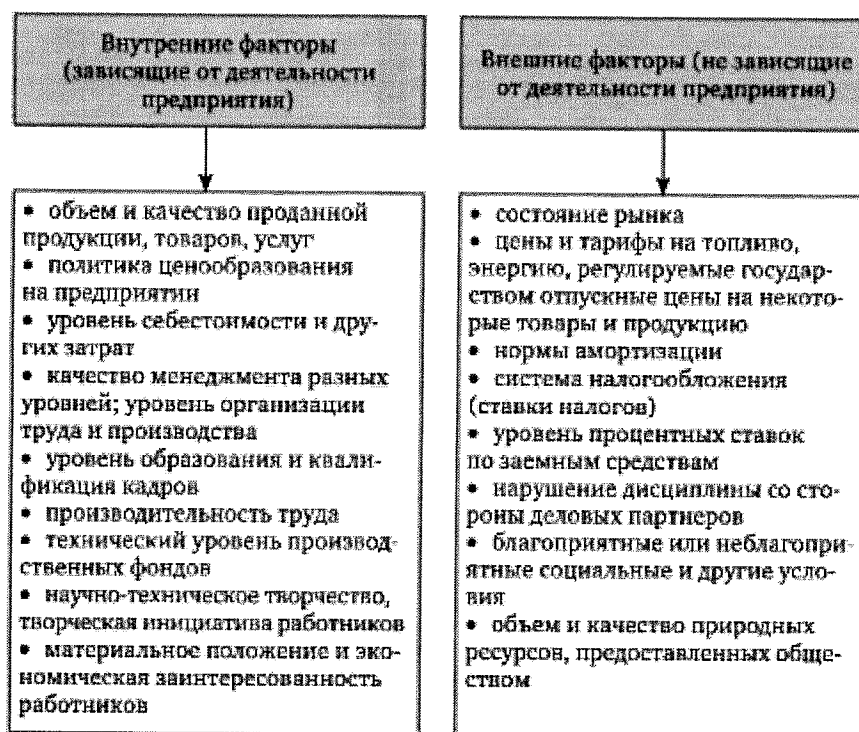 Внутренние факторы
(зависящие от деятельности
предприятия)
• объем и качество проданной
продукции, товаров, услуг
• политика ценообразования
на предприятии
• уровень себестоимости и дру-
гих затрат
• качество менеджмента разных
уровней; уровень организации
труда и производства
• уровень образования и квали-
фикация кадров
• производительность труда
• технический уровень производ-
ственных фондов
• научно-техническое творчество,
творческая инициатива работников
• материальное положение и эко-
номическая заинтересованность
работников
Внешние факторы (не зависящие
от деятельности предприятия)
• состояние рынка
• цены и тарифы на топливо,
энергию, регулируемые государ-
ством отпускные цены на некото-
рые товары и продукцию
• нормы амортизации
• система налогообложения
(ставки налогов)
• уровень процентных ставок
по заемным средствам
• нарушение дисциплины со сто-
роны деловых партнеров
• благоприятные или неблагопри-
ятные социальные и другие усло-
вия
• объем и качество природных
ресурсов, предоставленных обще-
ством